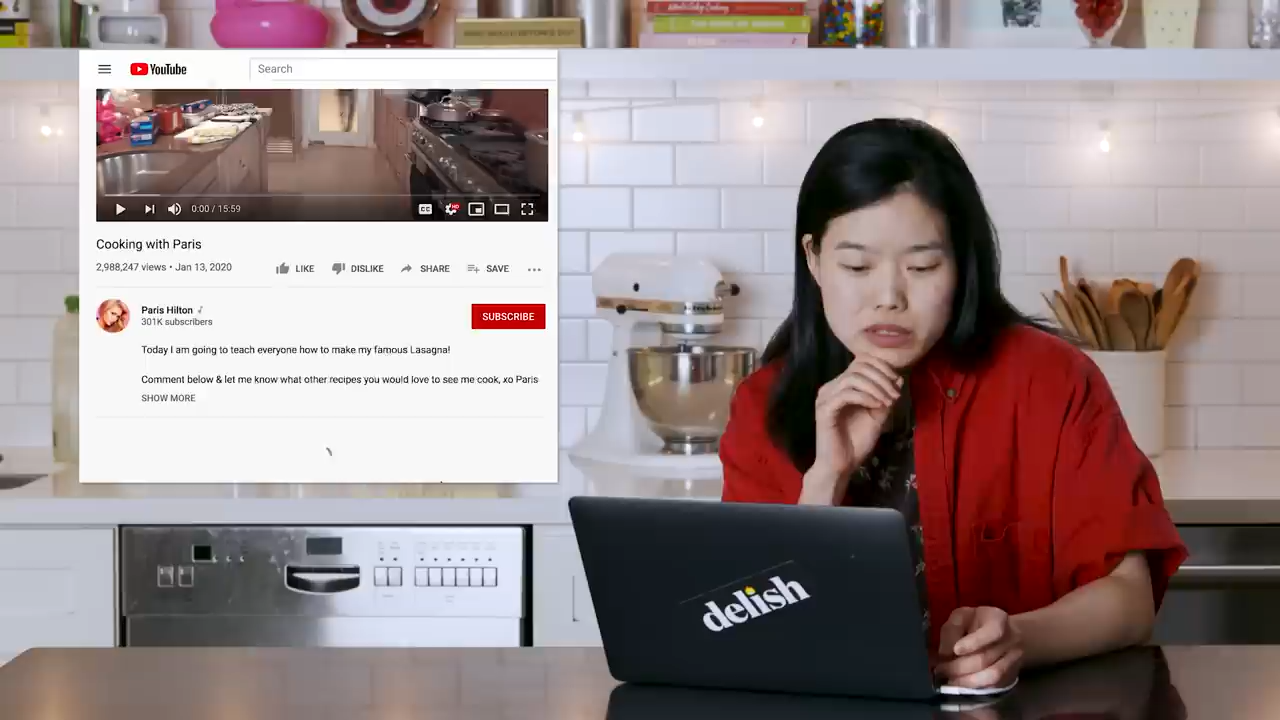 YouTube
Search
0:00 / 15:59
CC
HD
Cooking with Paris
2,988,247 views • Jan 13, 2020
LIKE
DISLIKE
SHARE
SAVE
Paris Hilton
301K subscribers
SUBSCRIBE
Today I am going to teach everyone how to make my famous Lasagna!
Comment below & let me know what other recipes you would love to see me cook, xo Paris
SHOW MORE
delish